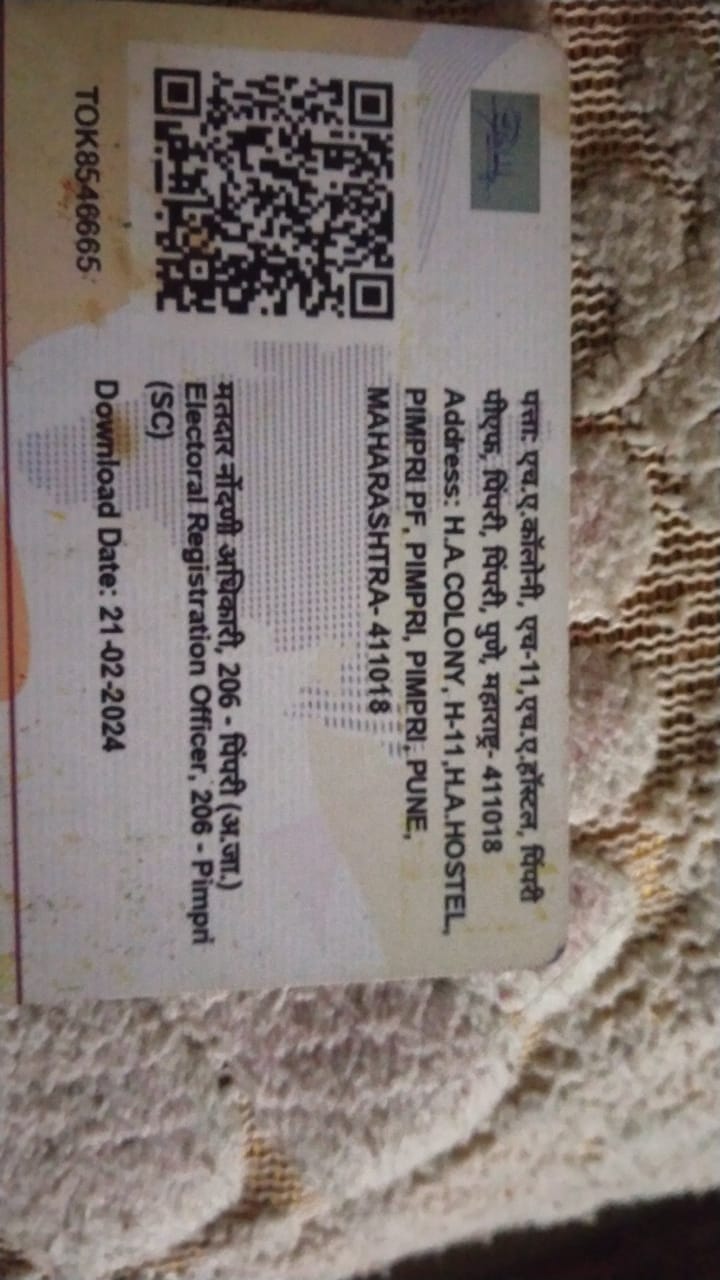 पत्ता: एच.ए.कॉलोनी, एच-11,एच.ए.हॉस्टल, पिंपरी
पीएफ, पिंपरी, पिंपरी, पुणे, महाराष्ट्र- 411018
Address: H.A.COLONY, H-11,H.A.HOSTEL,
PIMPRI PF, PIMPRI, PIMPRI, PUNE,
MAHARASHTRA- 411018
मतदार नोंदणी अधिकारी, 206 - पिंपरी (अ.जा.)
Electoral Registration Officer, 206 - Pimpri
(SC)
Download Date: 21-02-2024
TOK8546665